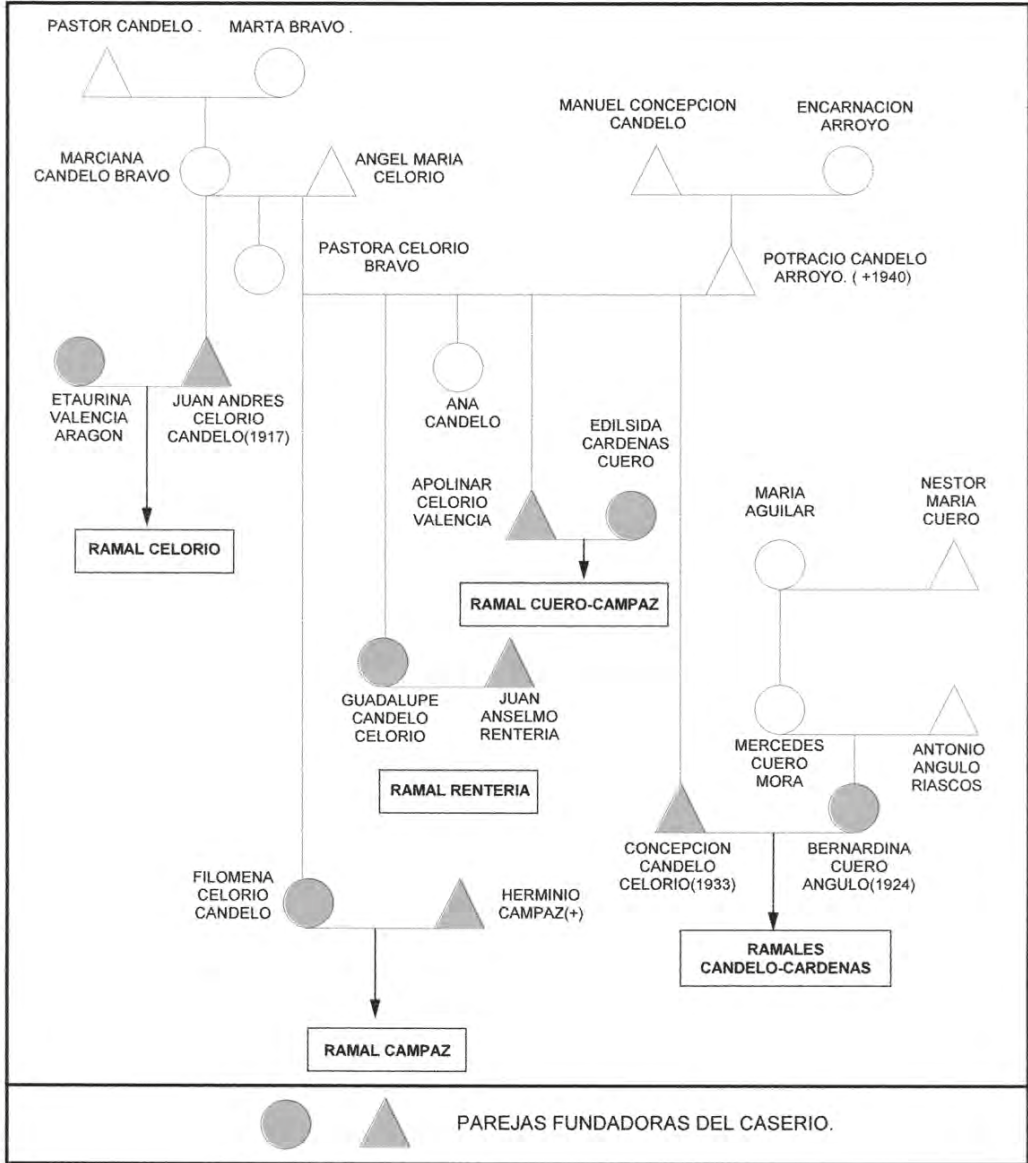 PASTOR CANDELO .
MARTA BRAVO .
MANUEL CONCEPCION
CANDELO
ENCARNACION
ARROYO
MARCIANA
CANDELO BRAVO
ANGEL MARIA
CELORIO
PASTORA CELORIO
BRAVO
POTRACIO CANDELO
ARROYO. ( +1940)
ETAURINA
VALENCIA
ARAGON
JUAN ANDRES
CELORIO
CANDELO(1917)
ANA
CANDELO
EDILSIDA
CARDENAS
CUERO
APOLINAR
CELORIO
VALENCIA
MARIA
AGUILAR
NESTOR
MARIA
CUERO
RAMAL CELORIO
RAMAL CUERO-CAMPAZ
GUADALUPE
CANDELO
CELORIO
JUAN
ANSELMO
RENTERIA
MERCEDES
CUERO
MORA
ANTONIO
ANGULO
RIASCOS
RAMAL RENTERIA
CONCEPCION
CANDELO
CELORIO(1933)
BERNARDINA
CUERO
ANGULO(1924)
FILOMENA
CELORIO
CANDELO
HERMINIO
CAMPAZ(+)
RAMALES
CANDELO-CARDENAS
RAMAL CAMPAZ
PAREJAS FUNDADORAS DEL CASERIO.